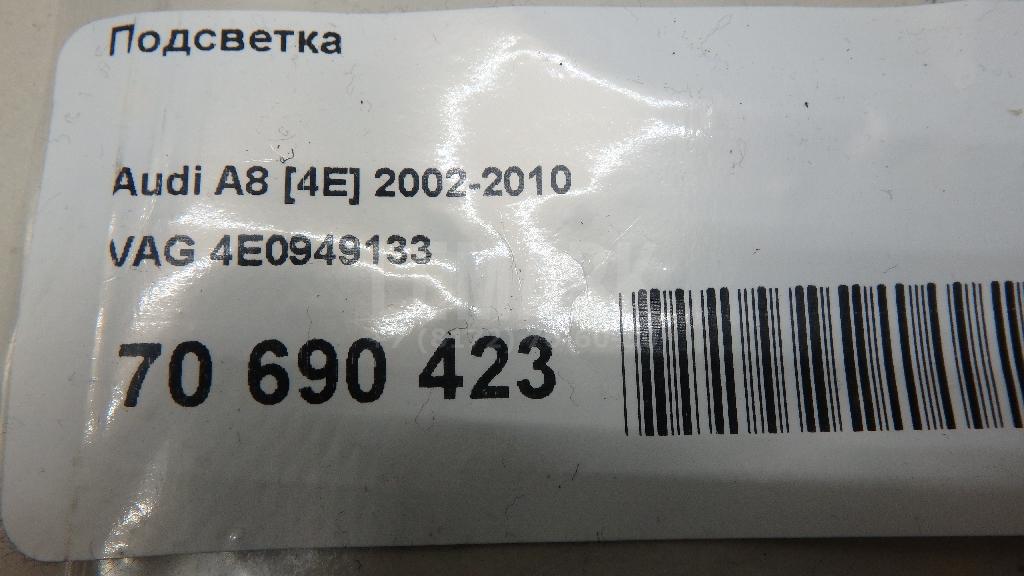 Подсветка
Audi A8 [4E] 2002-2010
VAG 4E0949133
70 690 423